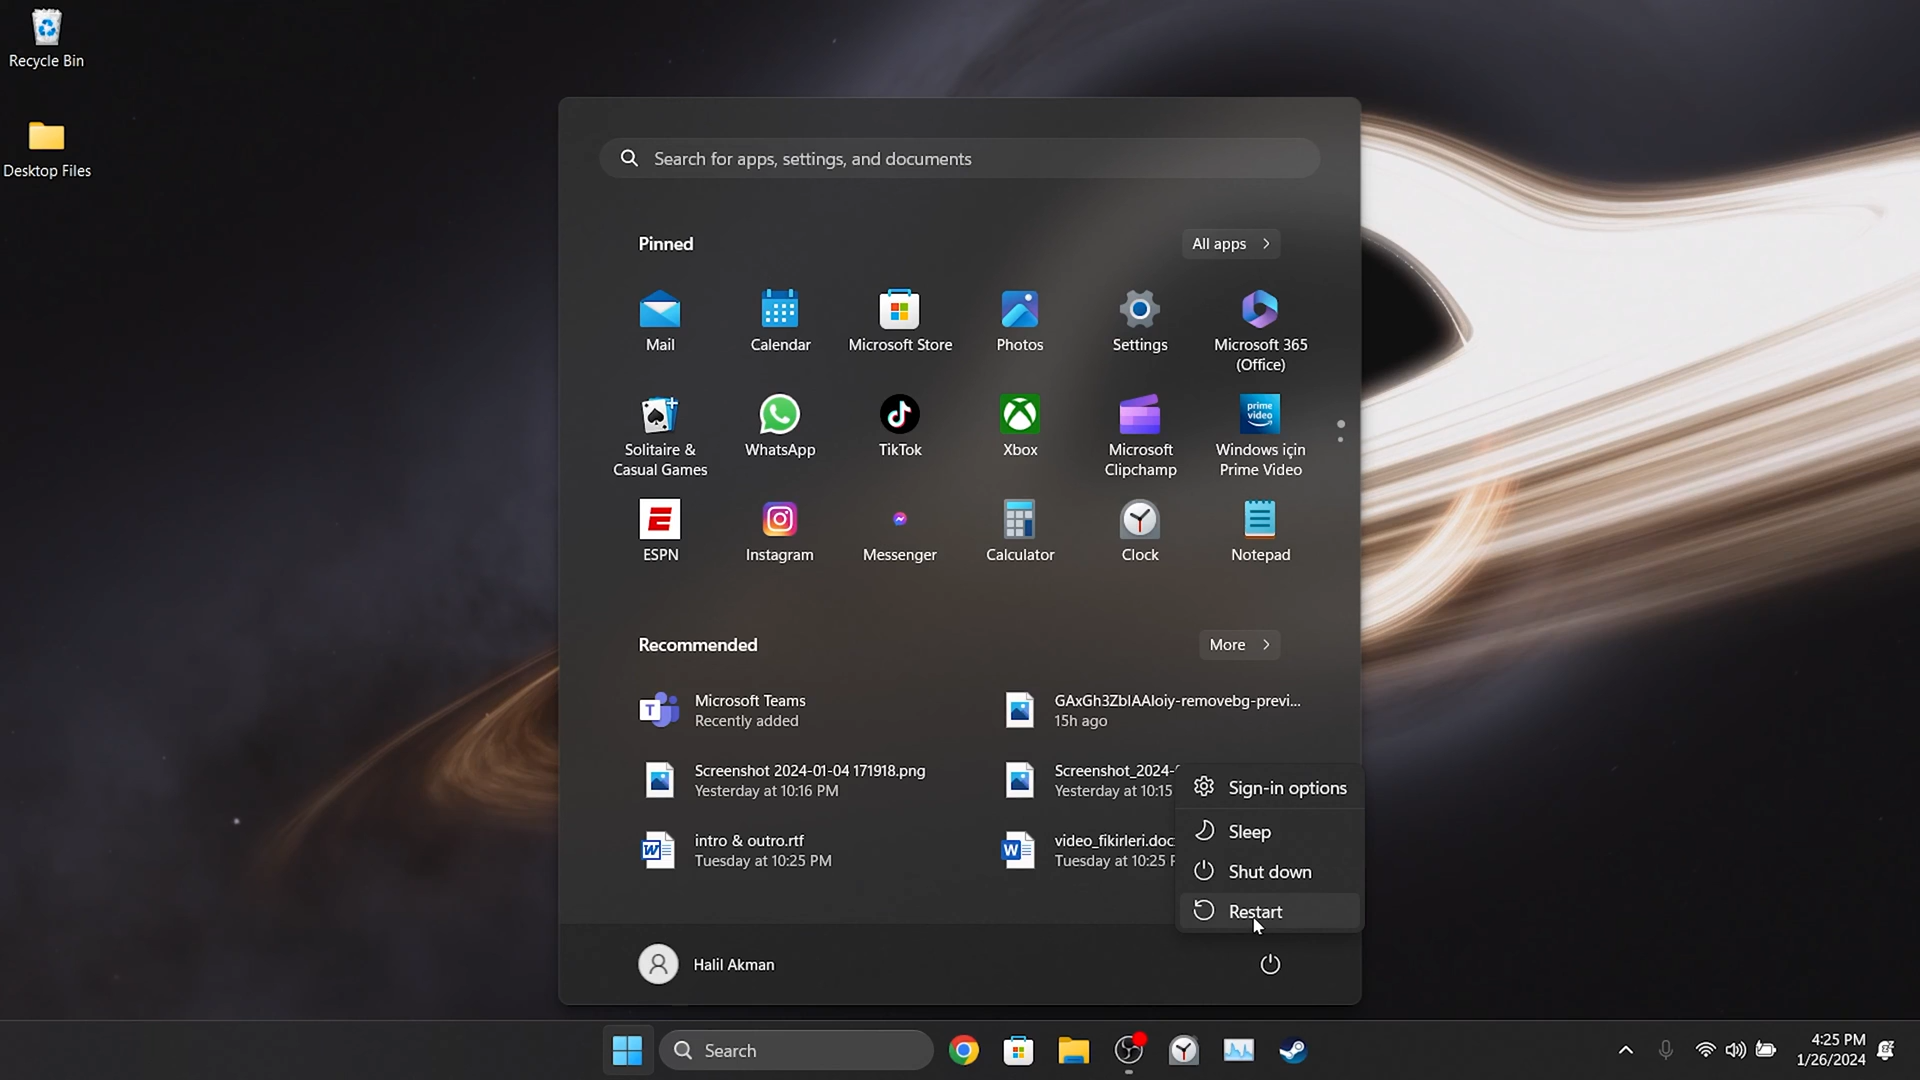 Recycle Bin
Desktop Files
Search for apps, settings, and documents
Pinned
All apps
Mail
Calendar
Microsoft Store
Photos
Settings
Microsoft 365
(Office)
prime
video
Solitaire &
Casual Games
WhatsApp
TikTok
Xbox
Microsoft
Clipchamp
Windows için
Prime Video
ESPN
Instagram
Messenger
Calculator
Clock
Notepad
Recommended
More
Microsoft Teams
Recently added
GAxGh3ZbIAAIoiy-removebg-previ...
15h ago
Screenshot 2024-01-04 171918.png
Yesterday at 10:16 PM
Screenshot_2024-
Yesterday at 10:15
intro & outro.rtf
Tuesday at 10:25 PM
video_fikirleri.doc
Tuesday at 10:25
Sign-in options
Sleep
Shut down
Restart
Halil Akman
Search
4:25 PM
1/26/2024